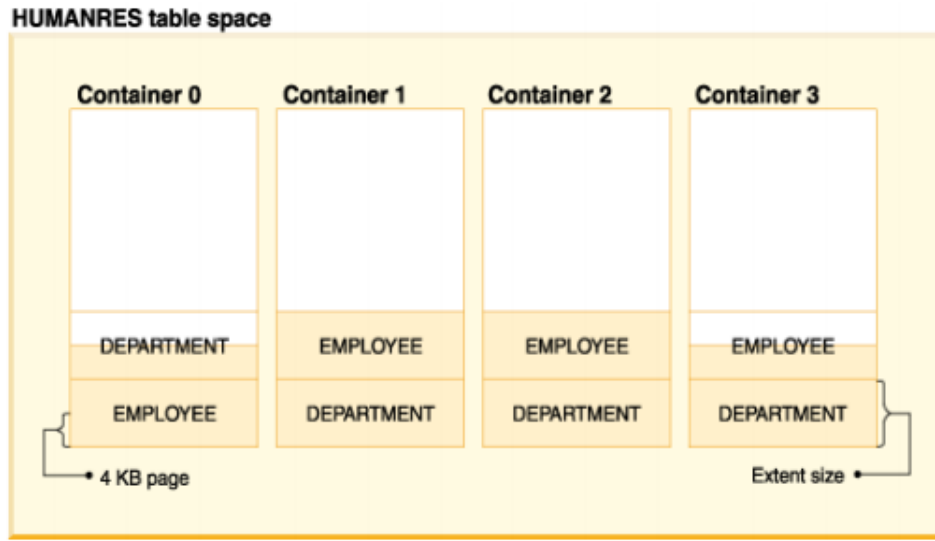 HUMANRES table space
Container 0 Container 1 Container 2 Container 3
DEPARTMENT EMPLOYEE EMPLOYEE EMPLOYEE
EMPLOYEE DEPARTMENT DEPARTMENT DEPARTMENT
4 KB page Extent size